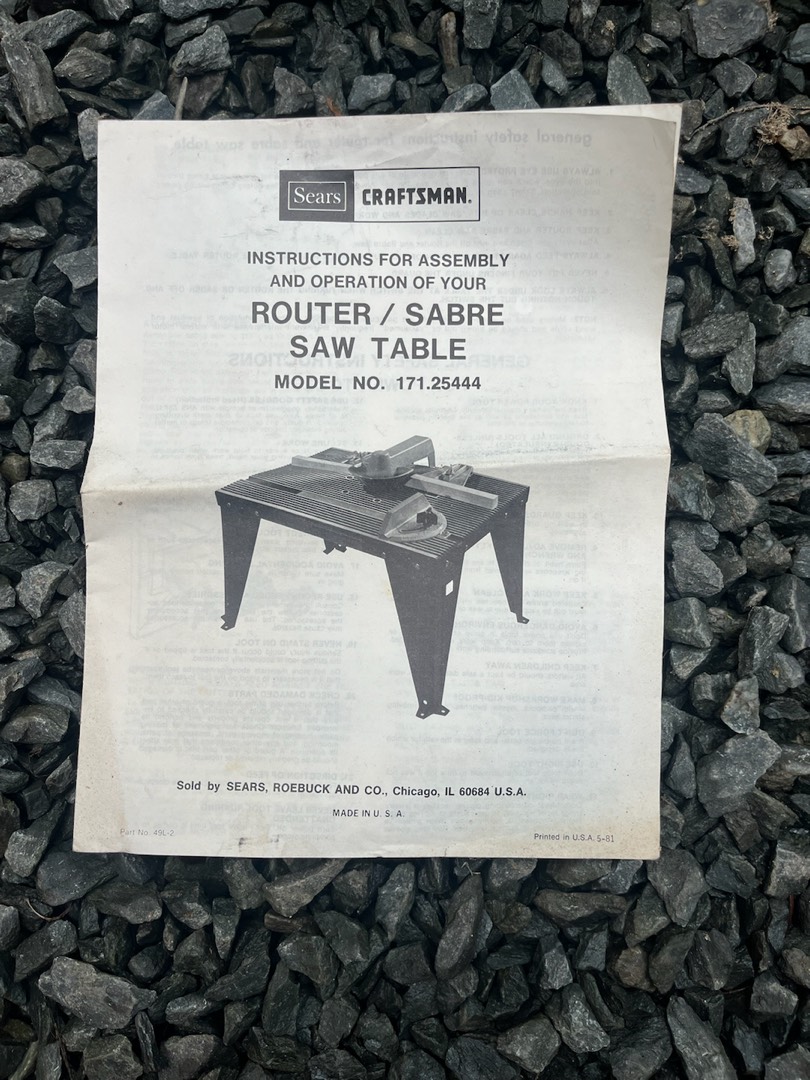 Sears CRAFTSMAN®
INSTRUCTIONS FOR ASSEMBLY
AND OPERATION OF YOUR
ROUTER / SABRE
SAW TABLE
MODEL NO. 171.25444
Sold by SEARS, ROEBUCK AND CO., Chicago, IL 60684 U.S.A.
MADE IN U. S. A.
Part No. 49L-2
Printed in U.S.A. 5-81